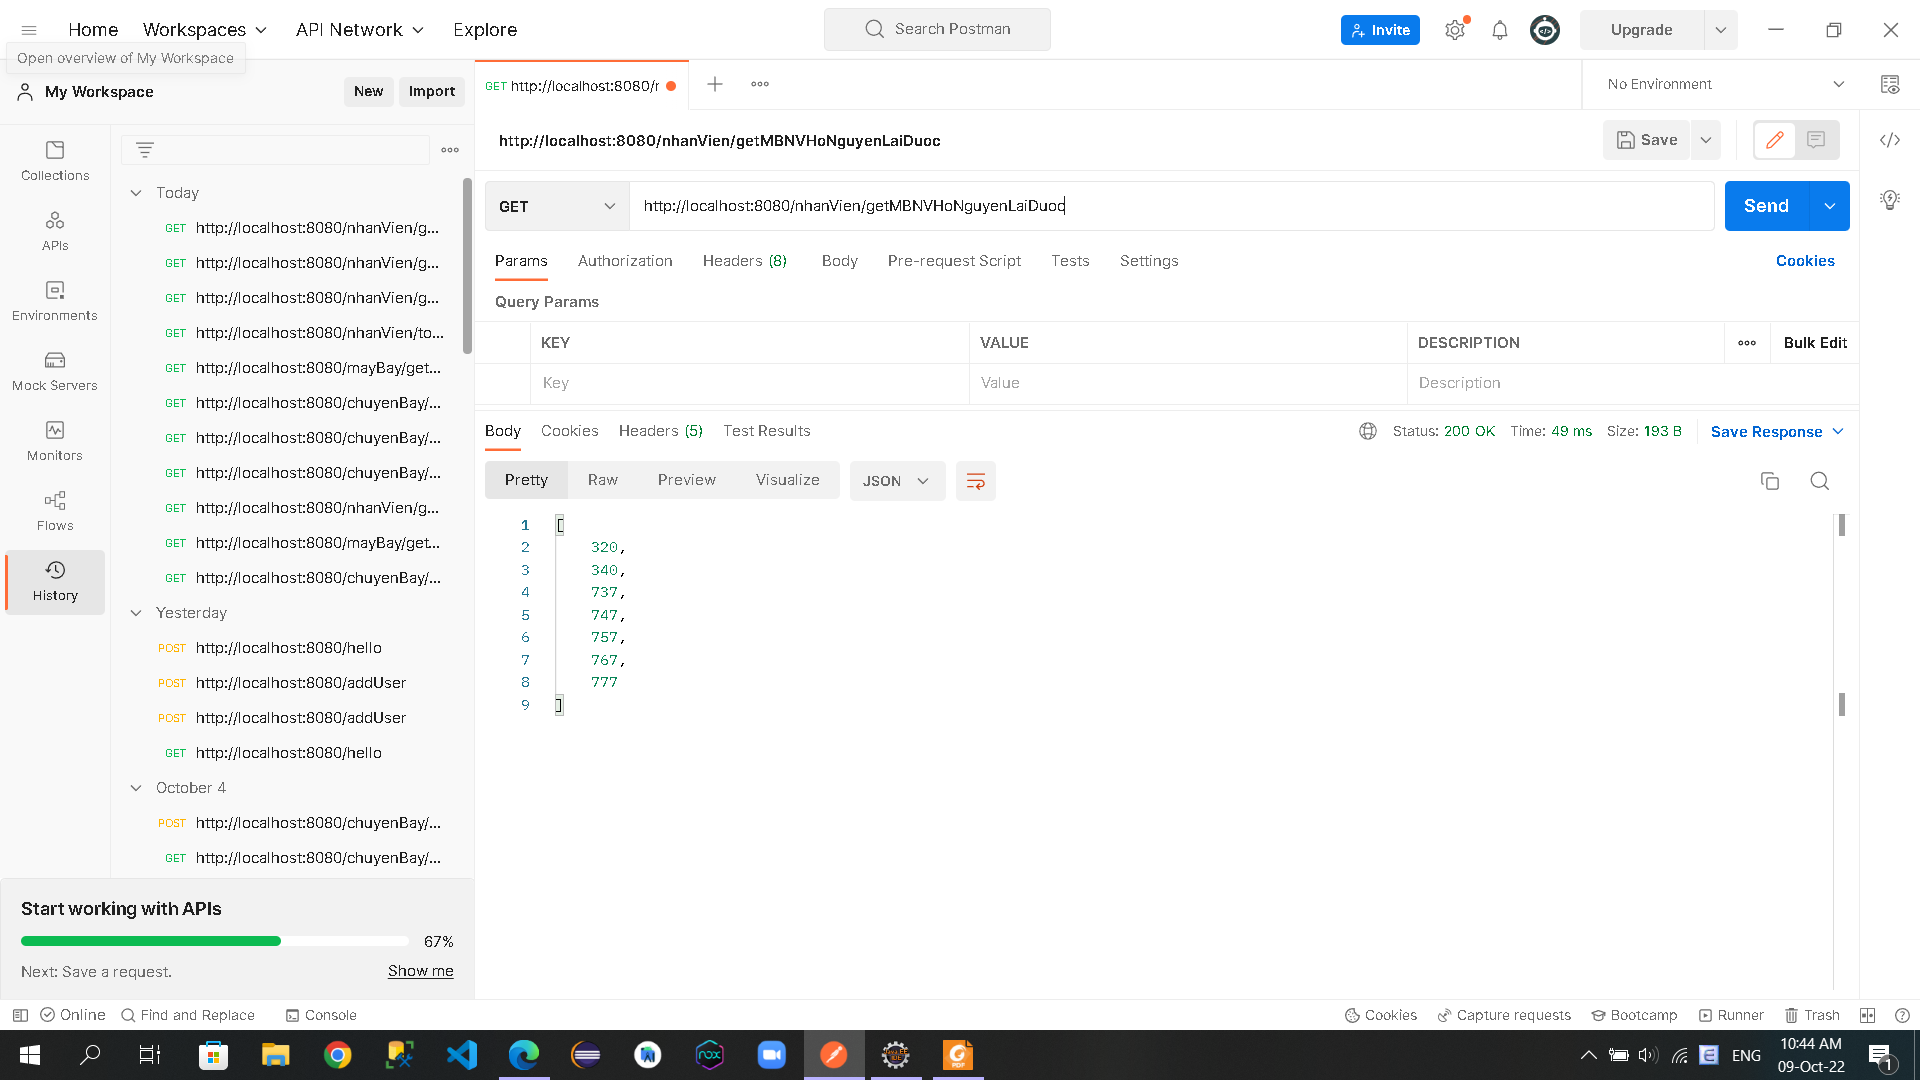 Home
Workspaces
API Network
Explore
Search Postman
Invite
Upgrade
Open overview of My Workspace
My Workspace
New
Import
GET http://localhost:8080/r
No Environment
http://localhost:8080/nhanVien/getMBNVHoNguyenLaiDuoc
Save
Collections
APIs
Environments
Mock Servers
Monitors
Flows
History
Today
GET http://localhost:8080/nhanVien/g...
GET http://localhost:8080/nhanVien/g...
GET http://localhost:8080/nhanVien/g...
GET http://localhost:8080/nhanVien/to...
GET http://localhost:8080/mayBay/get...
GET http://localhost:8080/chuyenBay/...
GET http://localhost:8080/chuyenBay/...
GET http://localhost:8080/chuyenBay/...
GET http://localhost:8080/nhanVien/g...
GET http://localhost:8080/mayBay/get...
GET http://localhost:8080/chuyenBay/...
Yesterday
POST http://localhost:8080/hello
POST http://localhost:8080/addUser
POST http://localhost:8080/addUser
GET http://localhost:8080/hello
October 4
POST http://localhost:8080/chuyenBay/...
GET http://localhost:8080/chuyenBay/...
GET
http://localhost:8080/nhanVien/getMBNVHoNguyenLaiDuoc
Send
Params
Authorization
Headers (8)
Body
Pre-request Script
Tests
Settings
Cookies
Query Params
KEY
VALUE
DESCRIPTION
Bulk Edit
Key
Value
Description
Body
Cookies
Headers (5)
Test Results
Status: 200 OK
Time: 49 ms
Size: 193 B
Save Response
Pretty
Raw
Preview
Visualize
JSON
1 [
2 320,
3 340,
4 737,
5 747,
6 757,
7 767,
8 777
9 ]
Start working with APIs
67%
Next: Save a request.
Show me
Online
Find and Replace
Console
Cookies
Capture requests
Bootcamp
Runner
Trash
ENG
10:44 AM
09-Oct-22
1